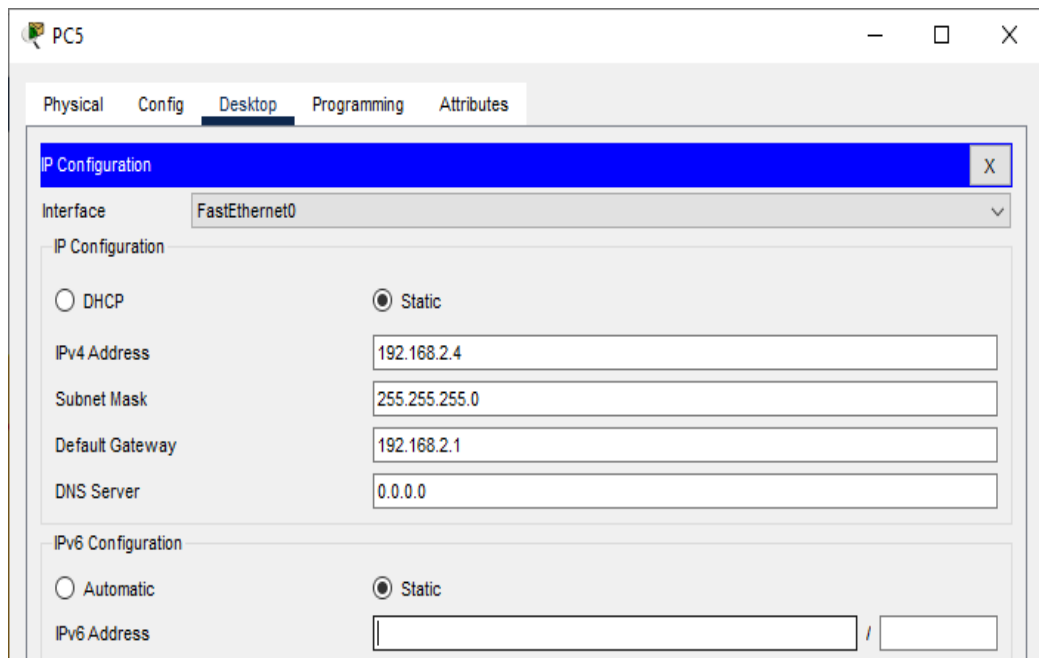 PC5
Physical Config Desktop Programming Attributes
IP Configuration X
Interface FastEthernet0
IP Configuration
DHCP Static
IPv4 Address 192.168.2.4
Subnet Mask 255.255.255.0
Default Gateway 192.168.2.1
DNS Server 0.0.0.0
IPv6 Configuration
Automatic Static
IPv6 Address /